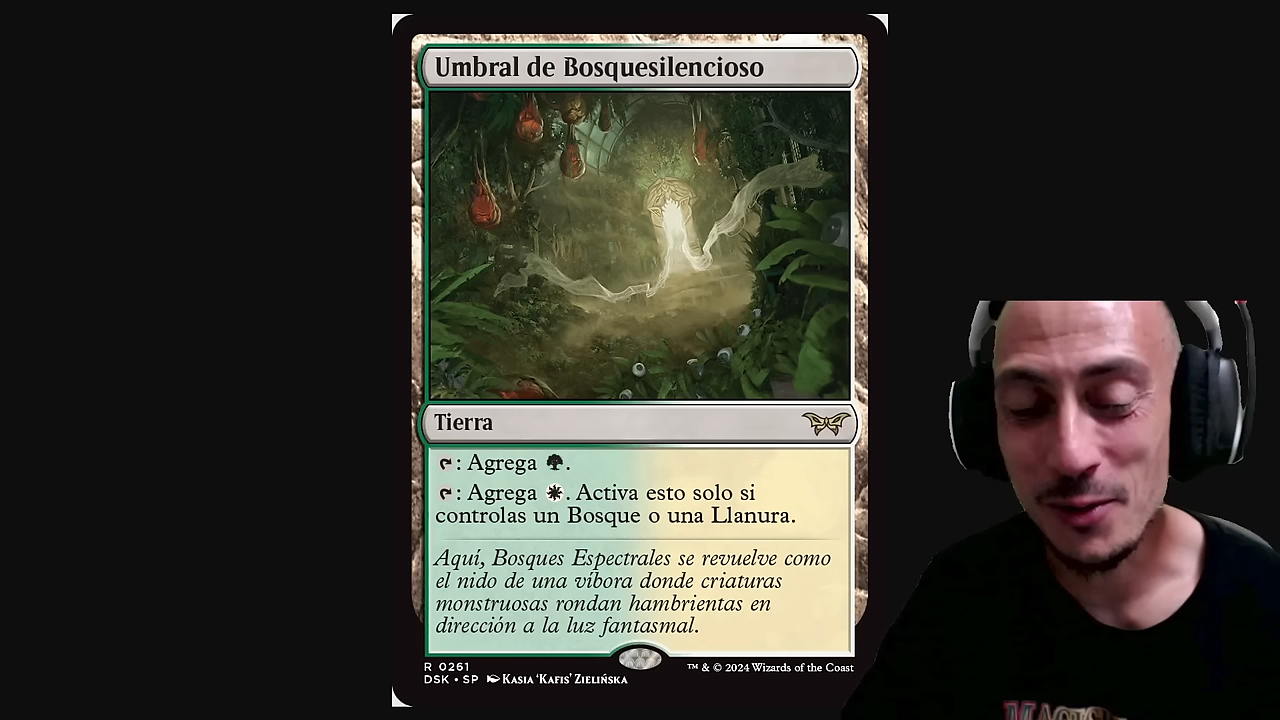 Umbral de Bosquesilencioso
Tierra
: Agrega .
: Agrega . Activa esto solo si
controlas un Bosque o una Llanura.
Aquí, Bosques Espectrales se revuelve como
el nido de una víbora donde criaturas
monstruosas rondan hambrientas en
dirección a la luz fantasmal.
R 0261
DSK • SP Kasia ‘Kafis’ Zielińska
™ & © 2024 Wizards of the Coast